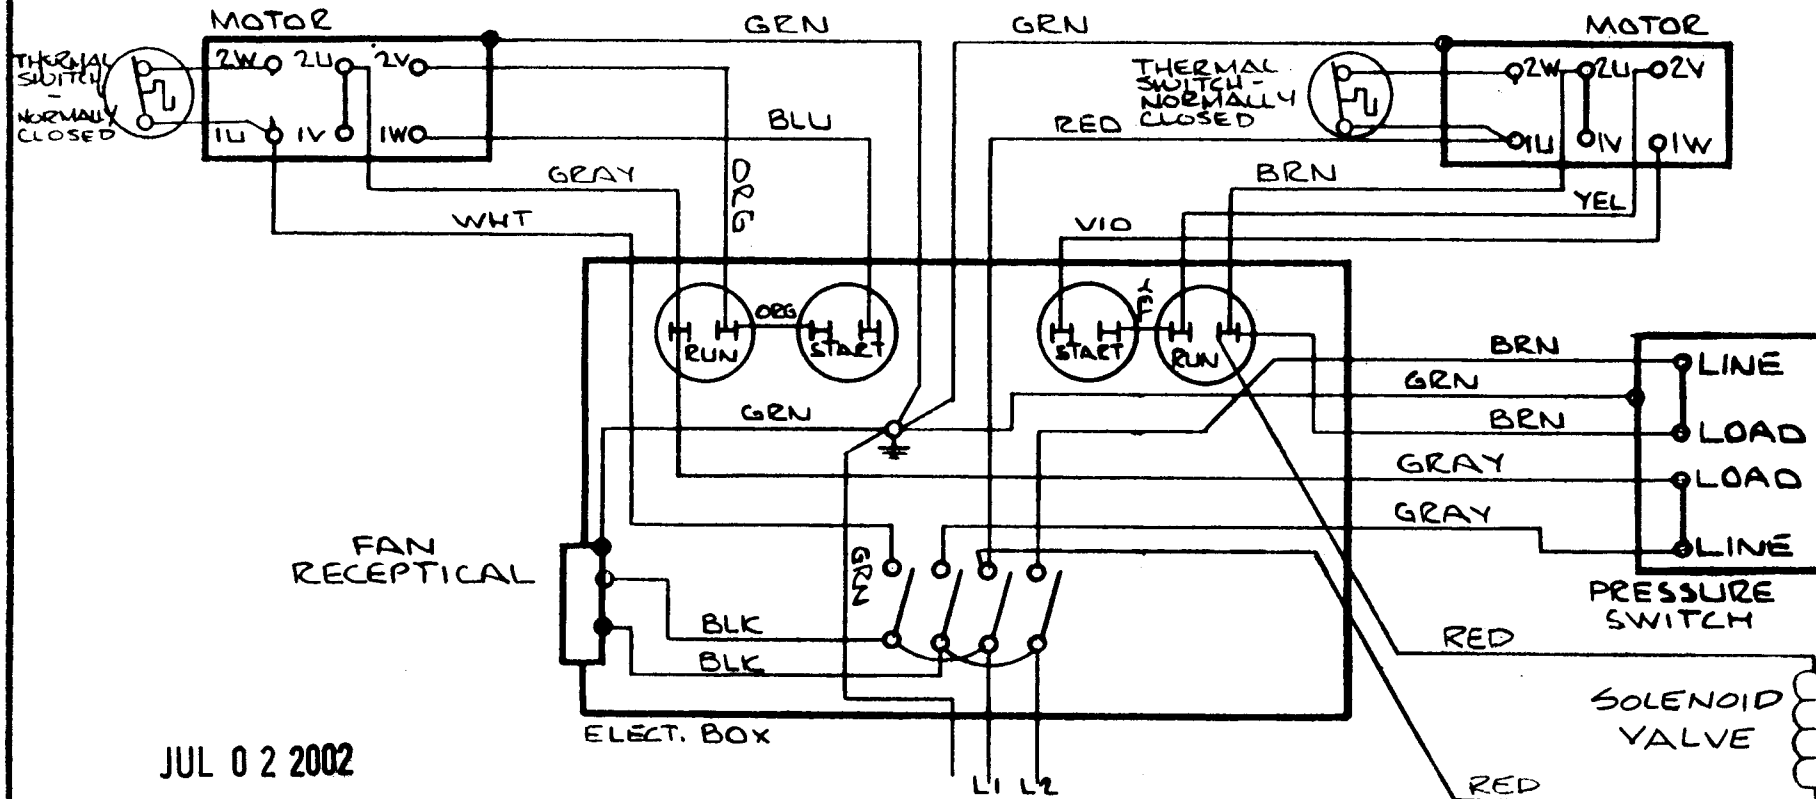 MOTOR
GRN
GRN
MOTOR
THERMAL
SWITCH
-
NORMALLY
CLOSED
2W
2U
2V
1U
1V
1W
THERMAL
SWITCH -
NORMALLY
CLOSED
2W
2U
2V
1U
1V
1W
BLU
RED
GRAY
ORG
BRN
YEL
WHT
VIO
ORG
RUN
START
YEL
START
RUN
BRN
LINE
GRN
GRN
BRN
LOAD
GRAY
LOAD
GRAY
LINE
FAN
RECEPTICAL
GRN
PRESSURE
SWITCH
BLK
BLK
RED
SOLENOID
VALVE
ELECT. BOX
JUL 02 2002
L1 L2
RED